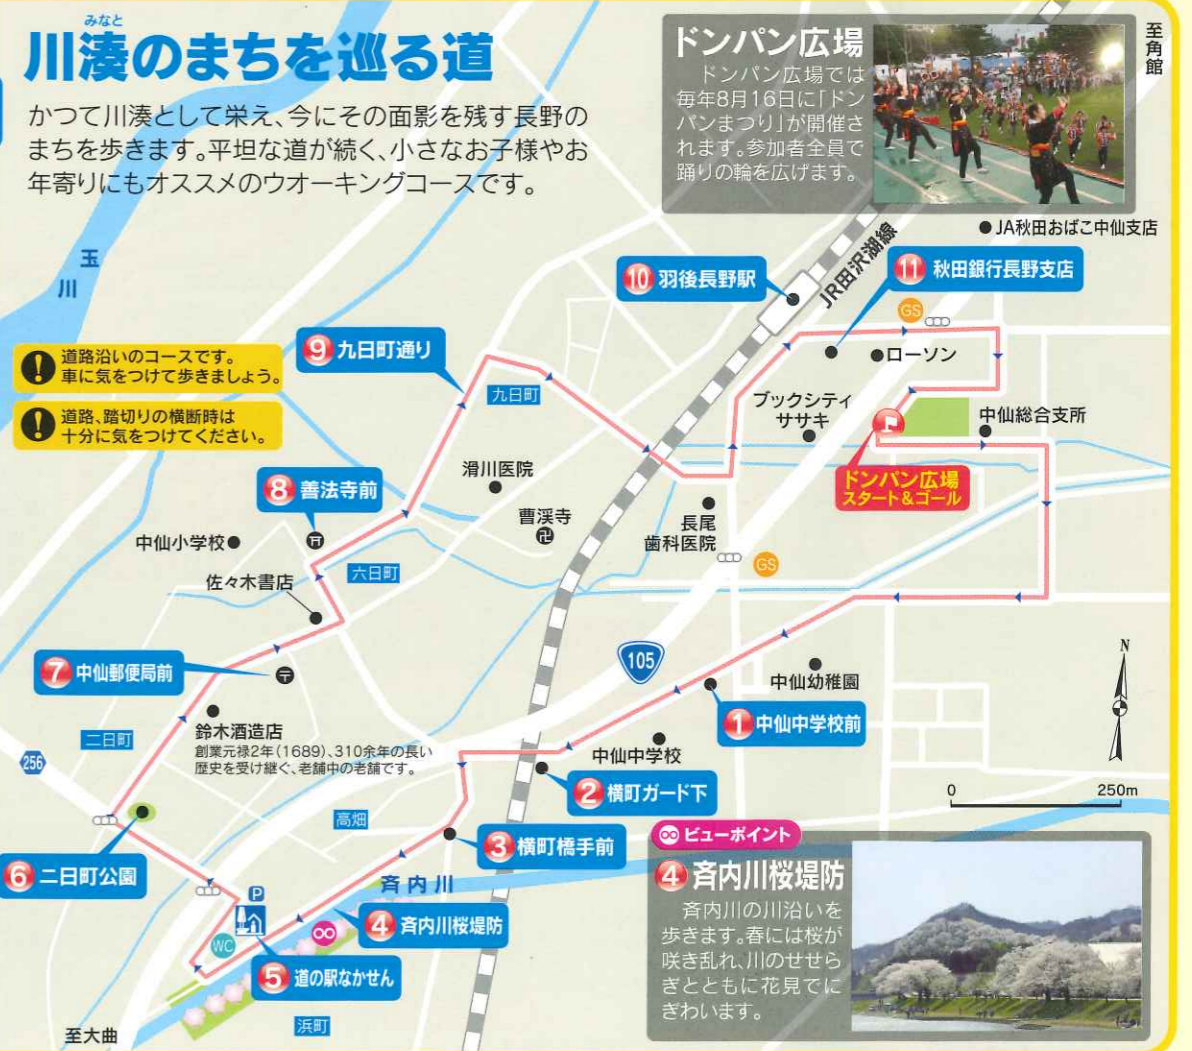 みなと
川湊のまちを巡る道
かつて川湊として栄え、今にその面影を残す長野の
まちを歩きます。平坦な道が続く、小さなお子様やお
年寄りにもオススメのウオーキングコースです。
ドンパン広場
ドンパン広場では
毎年8月16日に「ドン
パンまつり」が開催さ
れます。参加者全員で
踊りの輪を広げます。
至角館
JA秋田おばこ中仙支店
玉川
JR田沢湖線
10 羽後長野駅
11 秋田銀行長野支店
GS
ローソン
! 道路沿いのコースです。
車に気をつけて歩きましょう。
! 道路、踏切りの横断時は
十分に気をつけてください。
9 九日町通り
九日町
ブックシティ
ササキ
中仙総合支所
ドンパン広場
スタート&ゴール
滑川医院
8 善法寺前
曹渓寺
卍
長尾
歯科医院
GS
中仙小学校
六日町
佐々木書店
105
N
7 中仙郵便局前
〒
中仙幼稚園
1 中仙中学校前
鈴木酒造店
創業元禄2年(1689)、310余年の長い
歴史を受け継ぐ、老舗中の老舗です。
二日町
256
中仙中学校
2 横町ガード下
0 250m
高畑
3 横町橋手前
6 二日町公園
斉内川
P
4 斉内川桜堤防
WC
5 道の駅なかせん
浜町
至大曲
ビューポイント
4 斉内川桜堤防
斉内川の川沿いを
歩きます。春には桜が
咲き乱れ、川のせせら
ぎとともに花見でに
ぎわいます。